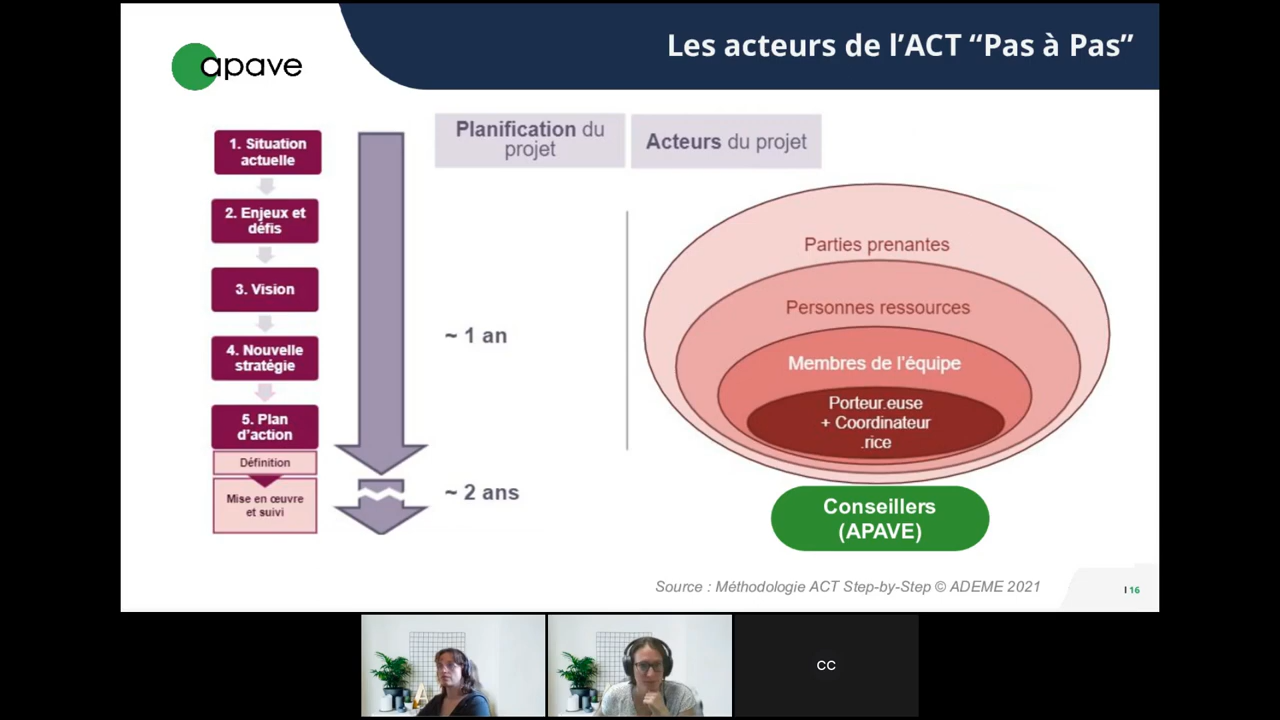 apave
Les acteurs de l'ACT “Pas à Pas”
1. Situation
actuelle
2. Enjeux et
défis
3. Vision
4. Nouvelle
stratégie
5. Plan
d'action
Définition
Mise en œuvre
et suivi
Planification du
projet
~ 1 an
~ 2 ans
Acteurs du projet
Parties prenantes
Personnes ressources
Membres de l'équipe
Porteur.euse
+ Coordinateur
.rice
Conseillers
(APAVE)
Source : Méthodologie ACT Step-by-Step © ADEME 2021
I 16
CC